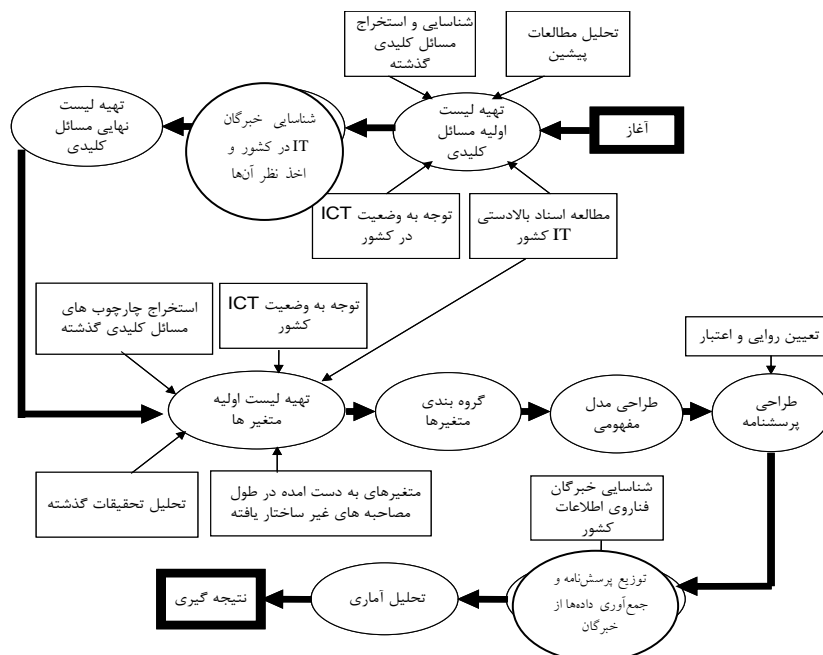 شناسایی و استخراج
مسائل کلیدی
گذشته
تحلیل مطالعات
پیشین
آغاز
تهیه لیست
اولیه مسائل
کلیدی
شناسایی خبرگان
IT در کشور و
اخذ نظر آن‌ها
تهیه لیست
نهایی مسائل
کلیدی
مطالعه اسناد بالادستی
IT کشور
توجه به وضعیت ICT
در کشور
استخراج چارچوب های
مسائل کلیدی گذشته
توجه به وضعیت ICT
کشور
تعیین روایی و اعتبار
تهیه لیست اولیه
متغیر ها
گروه بندی
متغیرها
طراحی مدل
مفهومی
طراحی
پرسشنامه
تحلیل تحقیقات گذشته
متغیرهای به دست امده در طول
مصاحبه های غیر ساختار یافته
شناسایی خبرگان
فناروی اطلاعات
کشور
توزیع پرسش‌نامه و
جمع‌آوری داده‌ها از
خبرگان
تحلیل آماری
نتیجه گیری